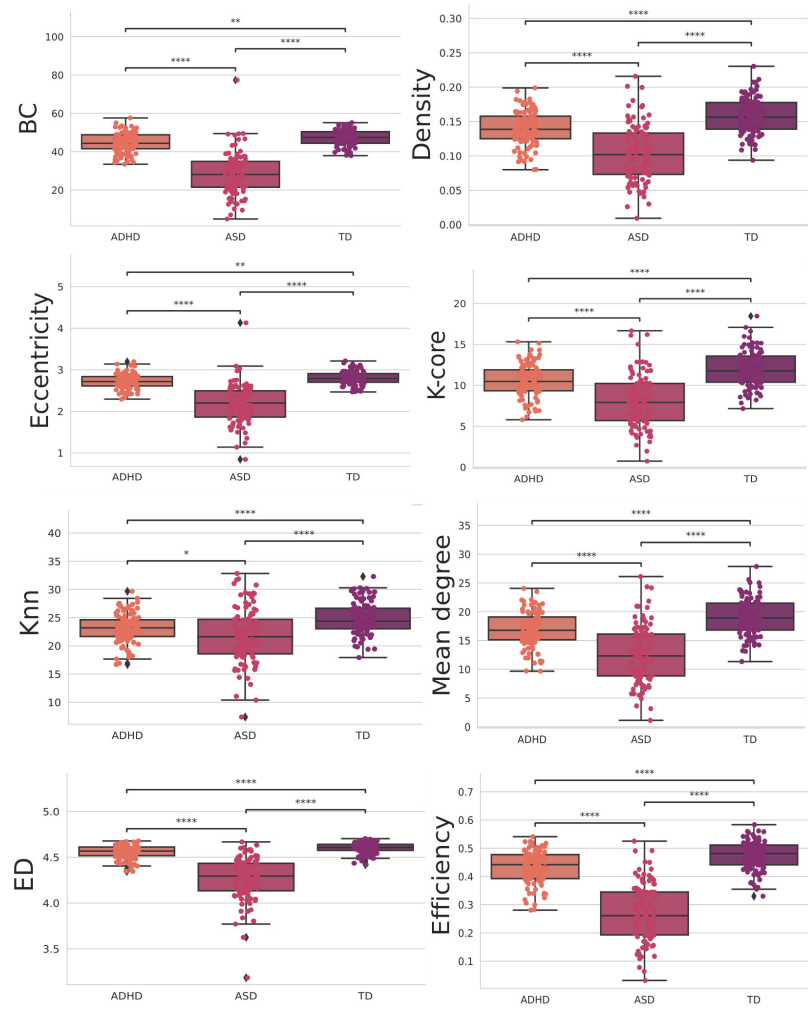 BC
100
80
60
40
20
**
****
****
ADHD
ASD
TD
Density
0.30
0.25
0.20
0.15
0.10
0.05
0.00
****
****
****
ADHD
ASD
TD
Eccentricity
5
4
3
2
1
**
****
****
ADHD
ASD
TD
K-core
20
15
10
5
0
****
****
****
ADHD
ASD
TD
Knn
40
35
30
25
20
15
10
****
****
*
ADHD
ASD
TD
Mean degree
35
30
25
20
15
10
5
0
****
****
****
ADHD
ASD
TD
ED
5.0
4.5
4.0
3.5
****
****
****
ADHD
ASD
TD
Efficiency
0.7
0.6
0.5
0.4
0.3
0.2
0.1
****
****
****
ADHD
ASD
TD